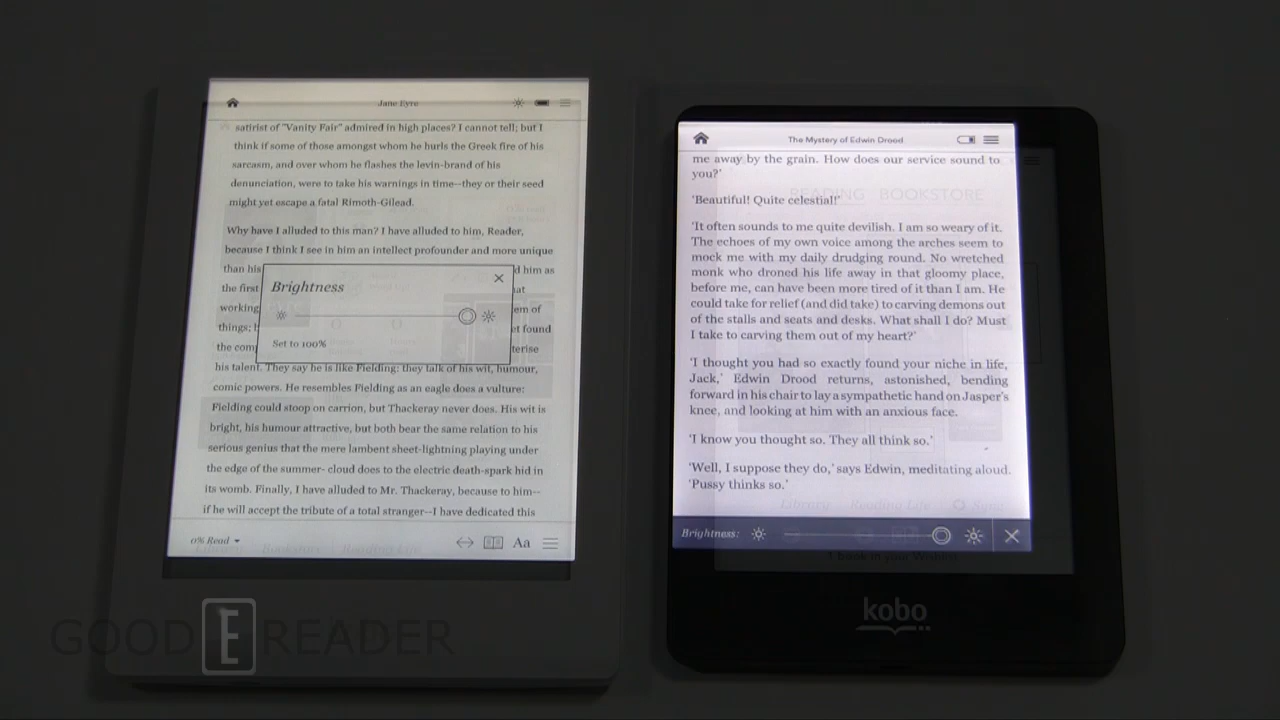 Jane Eyre
satirist of "Vanity Fair" admired in high places? I cannot tell; but I
think if some of those amongst whom he hurls the Greek fire of his
sarcasm, and over whom he flashes the levin-brand of his
denunciation, were to take his warnings in time--they or their seed
might yet escape a fatal Rimoth-Gilead.
Why have I alluded to this man? I have alluded to him, Reader,
because I think I see in him an intellect profounder and more unique
than his
d him as
the first
hat
working
em of
things; b
et found
the com
terise
Brightness
Set to 100%
his talent. They say he is like Fielding: they talk of his wit, humour,
comic powers. He resembles Fielding as an eagle does a vulture:
Fielding could stoop on carrion, but Thackeray never does. His wit is
bright, his humour attractive, but both bear the same relation to his
serious genius that the mere lambent sheet-lightning playing under
the edge of the summer- cloud does to the electric death-spark hid in
its womb. Finally, I have alluded to Mr. Thackeray, because to him--
if he will accept the tribute of a total stranger--I have dedicated this
0% Read
Aa
Library Bookstore Reading Life
The Mystery of Edwin Drood
me away by the grain. How does our service sound to
you?'
READING BOOKSTORE
'Beautiful! Quite celestial!'
'It often sounds to me quite devilish. I am so weary of it.
The echoes of my own voice among the arches seem to
mock me with my daily drudging round. No wretched
monk who droned his life away in that gloomy place,
before me, can have been more tired of it than I am. He
could take for relief (and did take) to carving demons out
of the stalls and seats and desks. What shall I do? Must
I take to carving them out of my heart?'
'I thought you had so exactly found your niche in life,
Jack,' Edwin Drood returns, astonished, bending
forward in his chair to lay a sympathetic hand on Jasper's
knee, and looking at him with an anxious face.
'I know you thought so. They all think so.'
'Well, I suppose they do,' says Edwin, meditating aloud.
'Pussy thinks so.'
Library Reading Life Sync
Brightness:
kobo
GOOD E READER